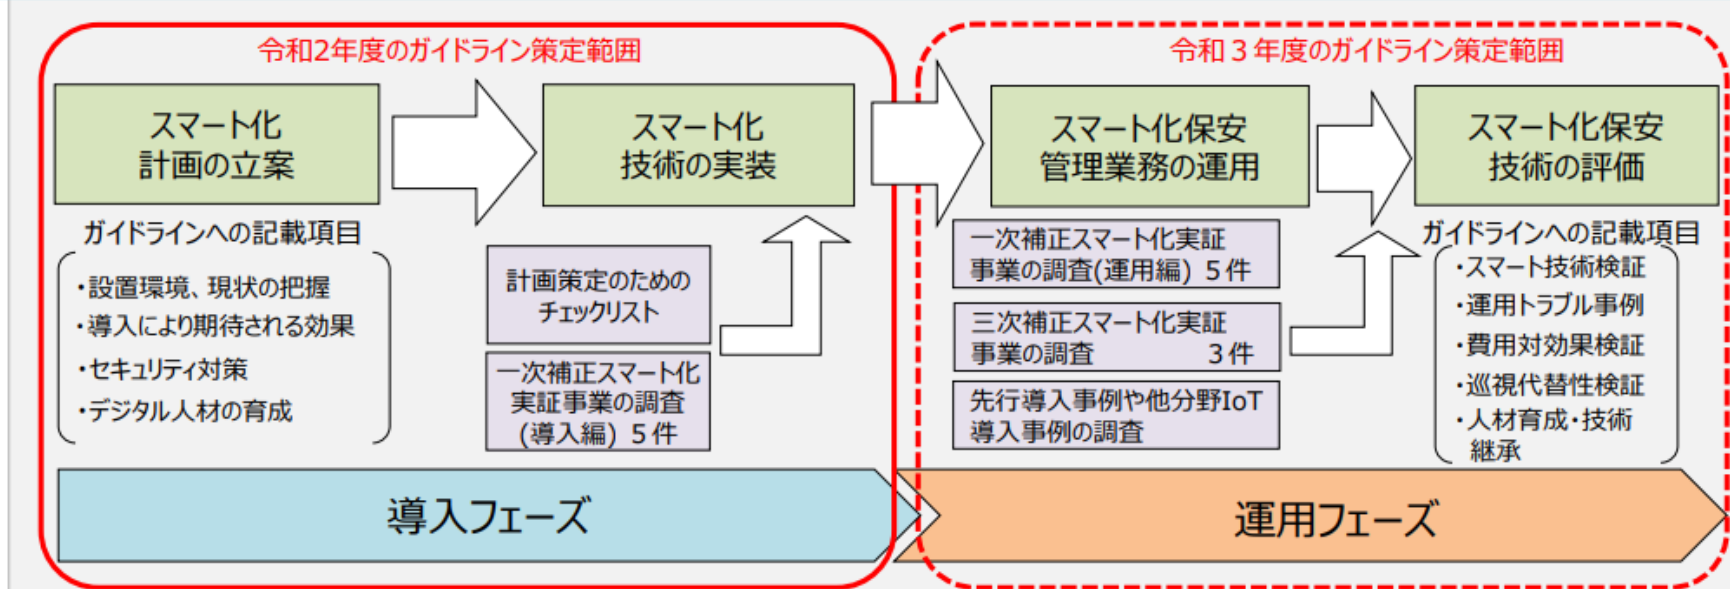 令和2年度のガイドライン策定範囲
スマート化
計画の立案
スマート化
技術の実装
ガイドラインへの記載項目
・設置環境、現状の把握
・導入により期待される効果
・セキュリティ対策
・デジタル人材の育成
計画策定のための
チェックリスト
一次補正スマート化
実証事業の調査
(導入編) 5件
導入フェーズ
令和３年度のガイドライン策定範囲
スマート化保安
管理業務の運用
スマート化保安
技術の評価
一次補正スマート化実証
事業の調査(運用編) 5件
三次補正スマート化実証
事業の調査 3件
先行導入事例や他分野IoT
導入事例の調査
ガイドラインへの記載項目
・スマート技術検証
・運用トラブル事例
・費用対効果検証
・巡視代替性検証
・人材育成・技術
継承
運用フェーズ